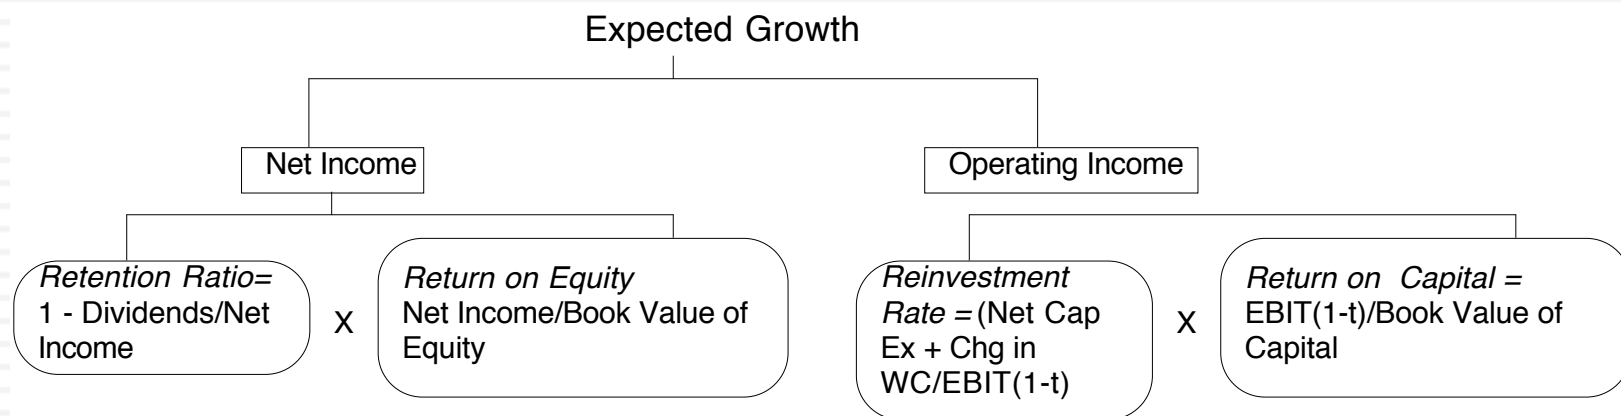 Expected Growth
Net Income
Operating Income
Retention Ratio=
1 - Dividends/Net
Income
X
Return on Equity
Net Income/Book Value of
Equity
Reinvestment
Rate = (Net Cap
Ex + Chg in
WC/EBIT(1-t)
X
Return on Capital =
EBIT(1-t)/Book Value of
Capital